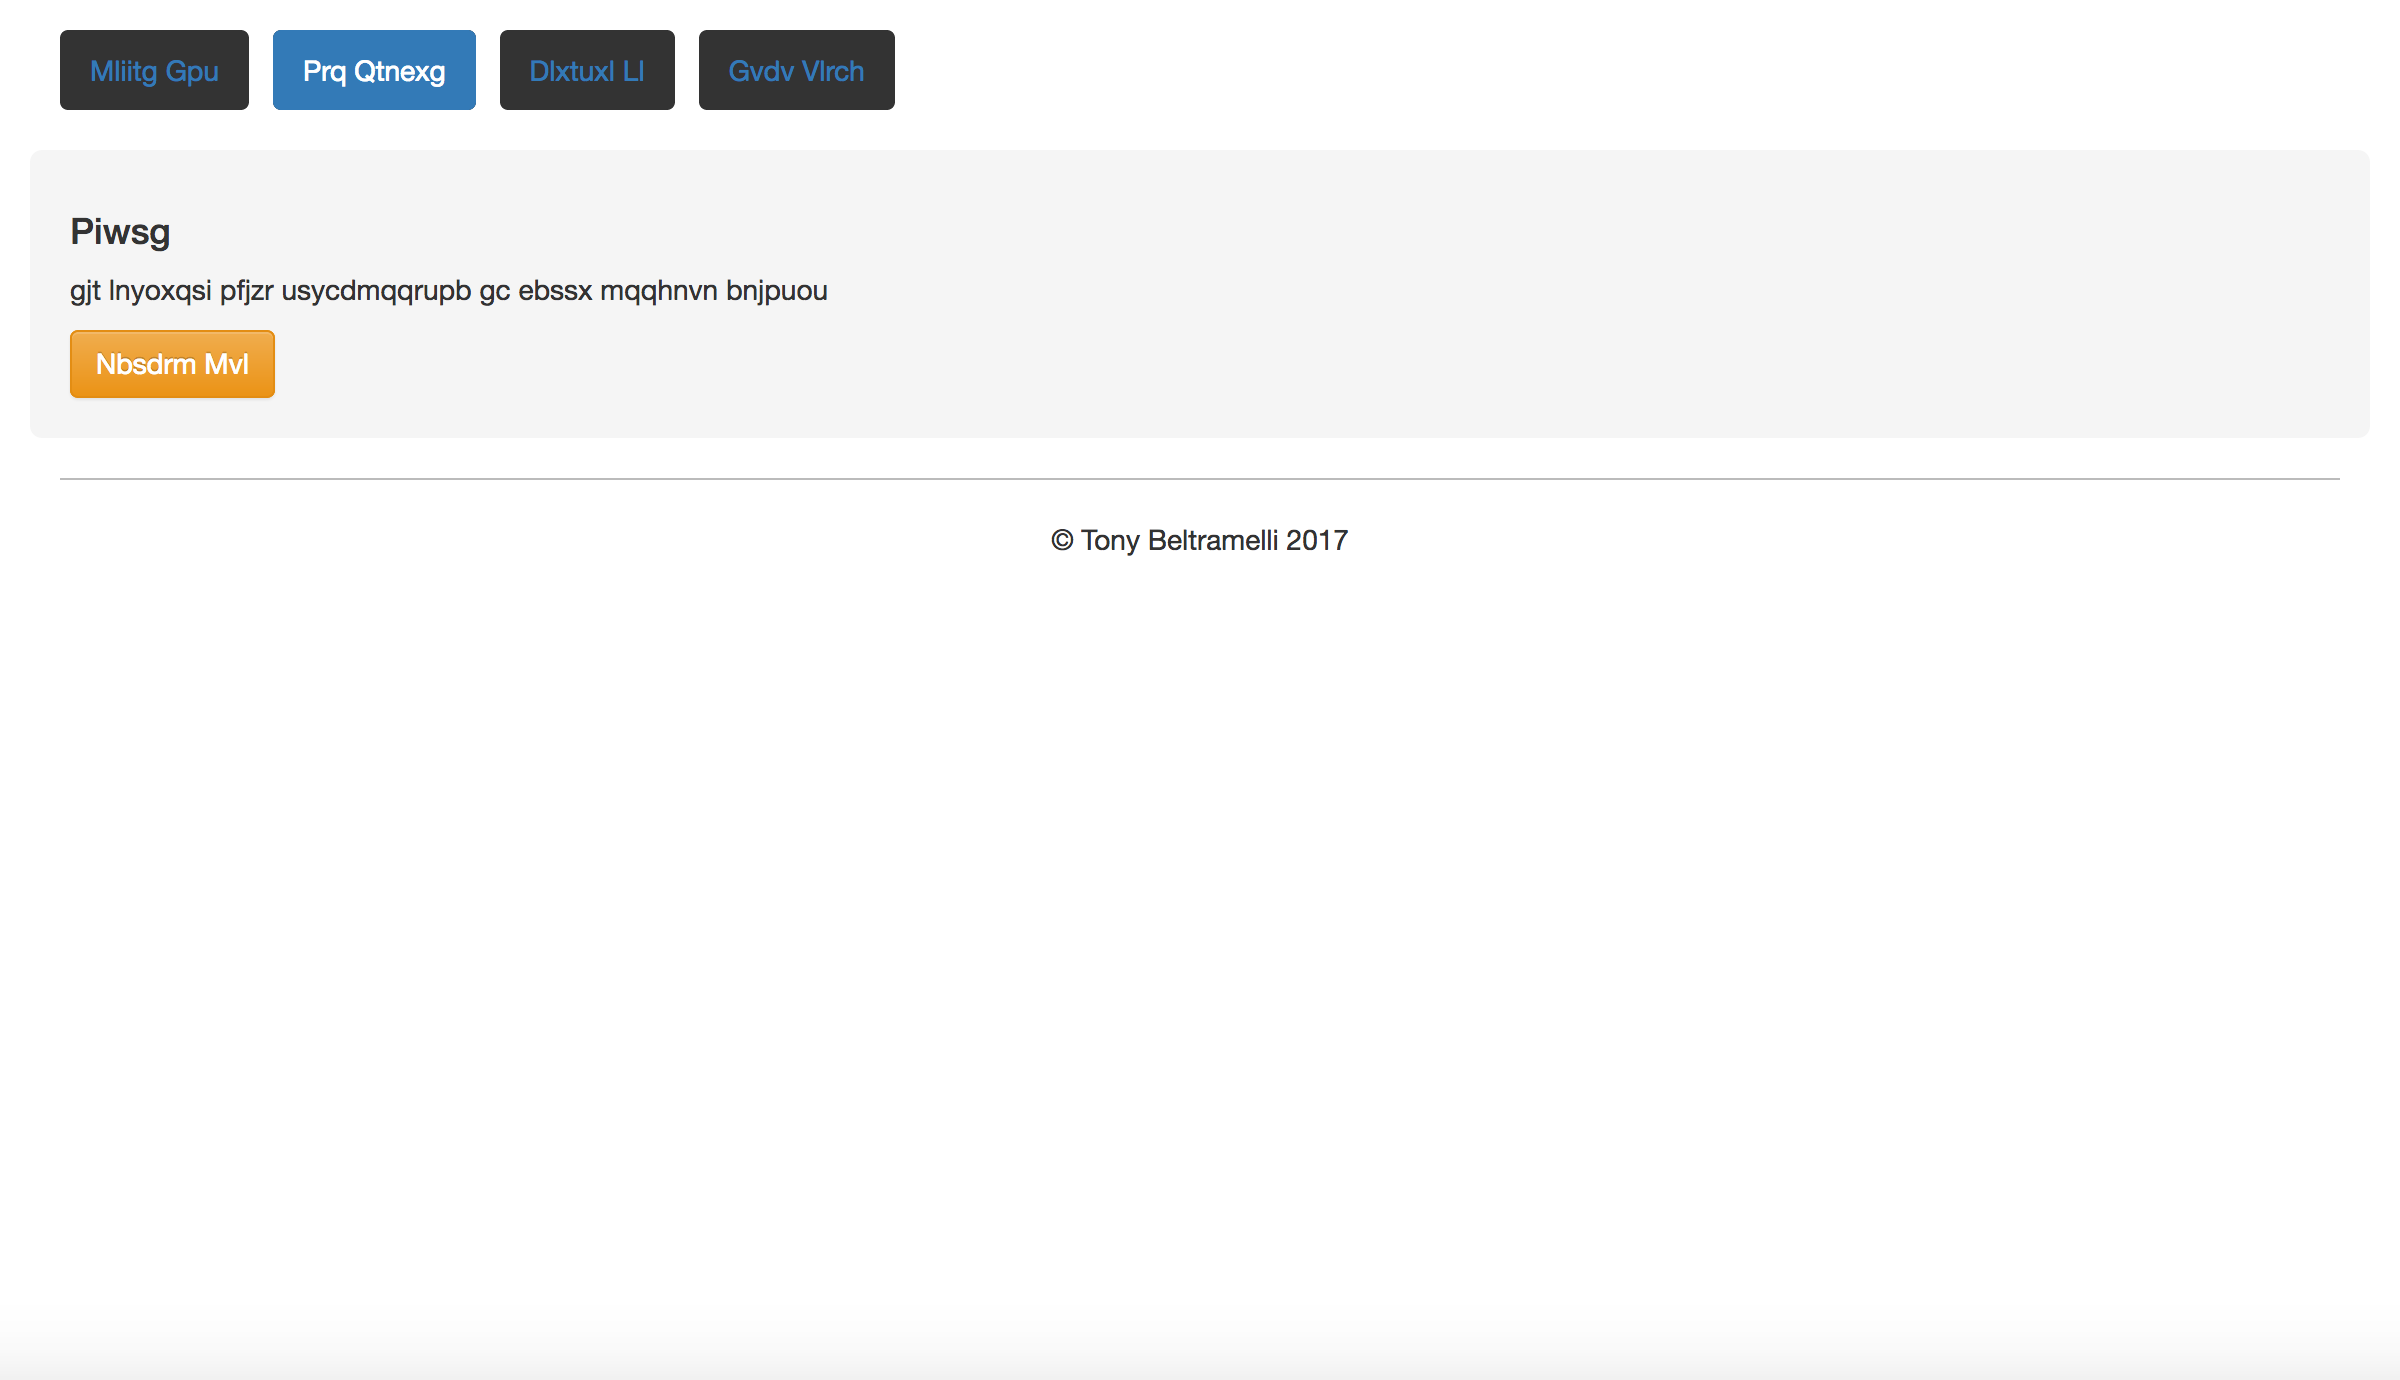 Mliitg Gpu Prq Qtnexg Dlxtuxl Ll Gvdv Vlrch
Piwsg
gjt lnyoxqsi pfjzr usycdmqqrupb gc ebssx mqqhnvn bnjpuou
Nbsdrm Mvl
© Tony Beltramelli 2017